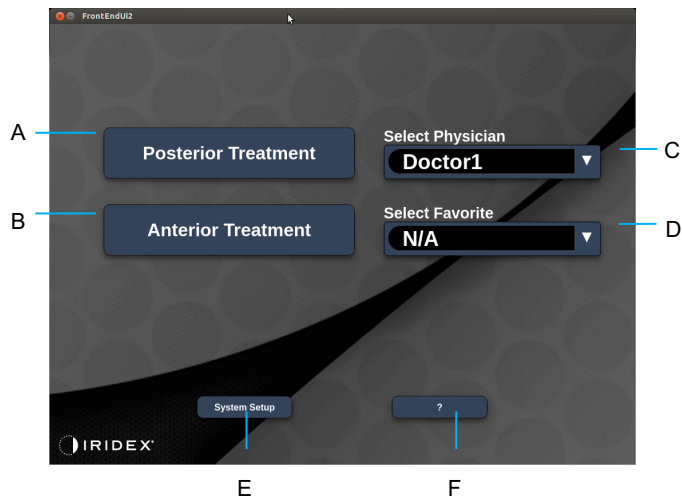 FrontEndUI2
A
Posterior Treatment
Select Physician
Doctor1
C
B
Anterior Treatment
Select Favorite
N/A
D
System Setup
?
IRIDEX
E
F